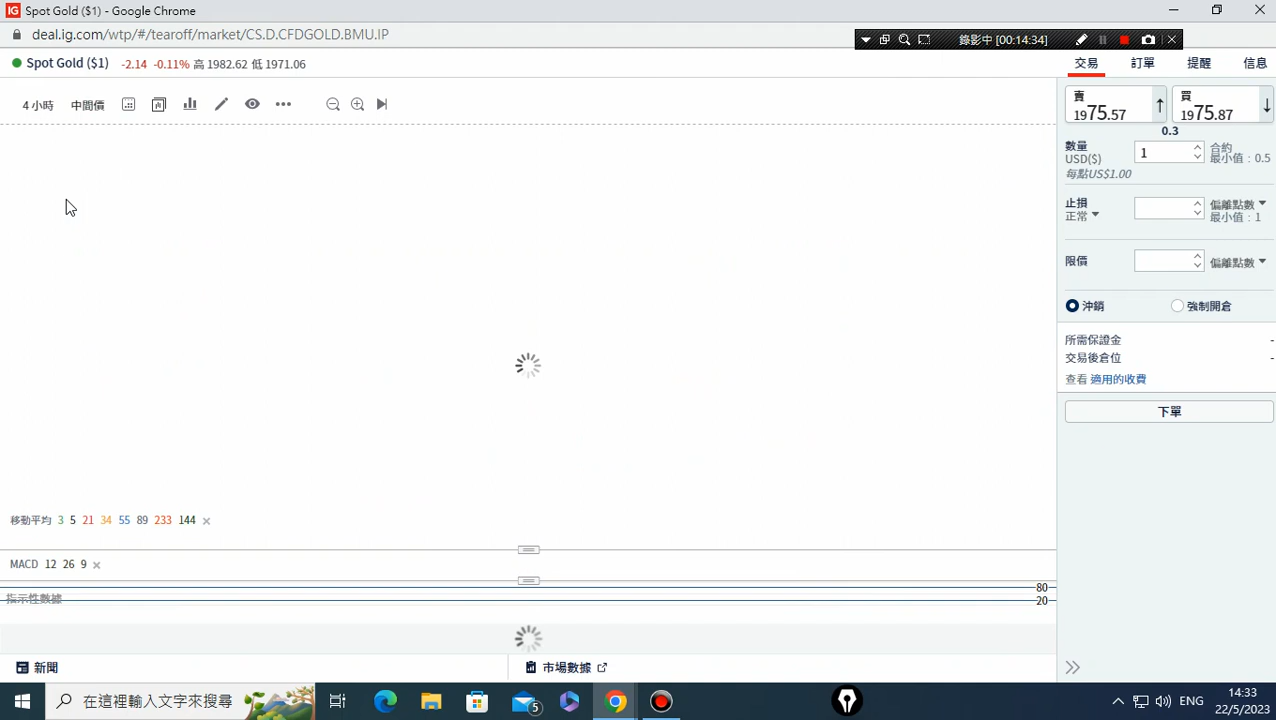 IG Spot Gold ($1) - Google Chrome
deal.ig.com/wtp/#/tearoff/market/CS.D.CFDGOLD.BMU.IP
錄影中 [00:14:34]
Spot Gold ($1) -2.14 -0.11% 高 1982.62 低 1971.06
交易 訂單 提醒 信息
4 小時 中間價
賣 1975.57
買 1975.87
0.3
數量 USD($) 1 合約 最小值 : 0.5
每點US$1.00
止損 正常 偏離點數 最小值 : 1
限價 偏離點數
沖銷 強制開倉
所需保證金 -
交易後倉位 -
查看 適用的收費
下單
移動平均 3 5 21 34 55 89 233 144
MACD 12 26 9
80
指示性數據
20
新聞 市場數據
在這裡輸入文字來搜尋
5
ENG
14:33
22/5/2023